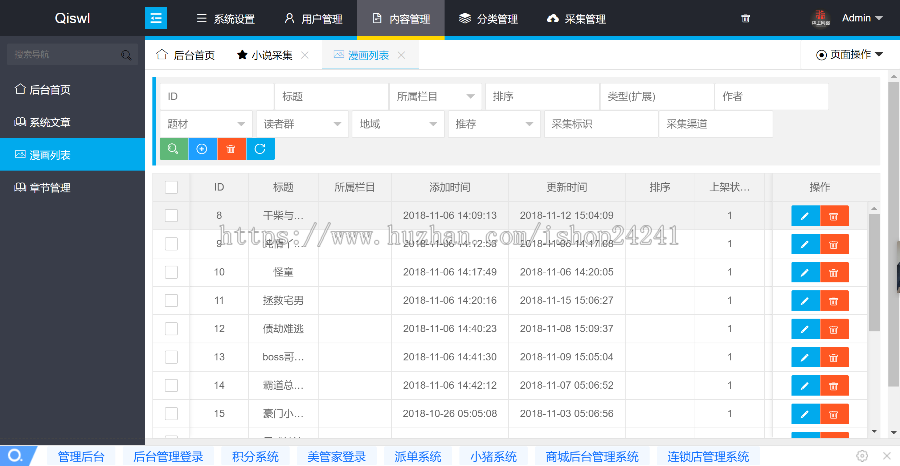 Qiswl 系统设置 用户管理 内容管理 分类管理 采集管理 Admin
搜索导航 后台首页 小说采集 漫画列表 页面操作
后台首页
系统文章
漫画列表
章节管理
ID 标题 所属栏目 排序 类型(扩展) 作者
题材 读者群 地域 推荐 采集标识 采集渠道
ID 标题 所属栏目 添加时间 更新时间 排序 上架状... 操作
8 干柴与... 2018-11-06 14:09:13 2018-11-12 15:04:09 1
https://www.huzhan.com/ishop24241
9 1
10 怪童 2018-11-06 14:17:49 2018-11-06 14:20:05 1
11 拯救宅男 2018-11-06 14:20:16 2018-11-15 15:06:27 1
12 债劫难逃 2018-11-06 14:40:23 2018-11-08 15:09:37 1
13 boss哥... 2018-11-06 14:41:30 2018-11-09 15:05:04 1
14 霸道总... 2018-11-06 14:42:12 2018-11-07 05:06:52 1
15 豪门小... 2018-10-26 05:05:08 2018-11-03 05:06:56 1
管理后台 后台管理登录 积分系统 美管家登录 派单系统 小猪系统 商城后台管理系统 连锁店管理系统